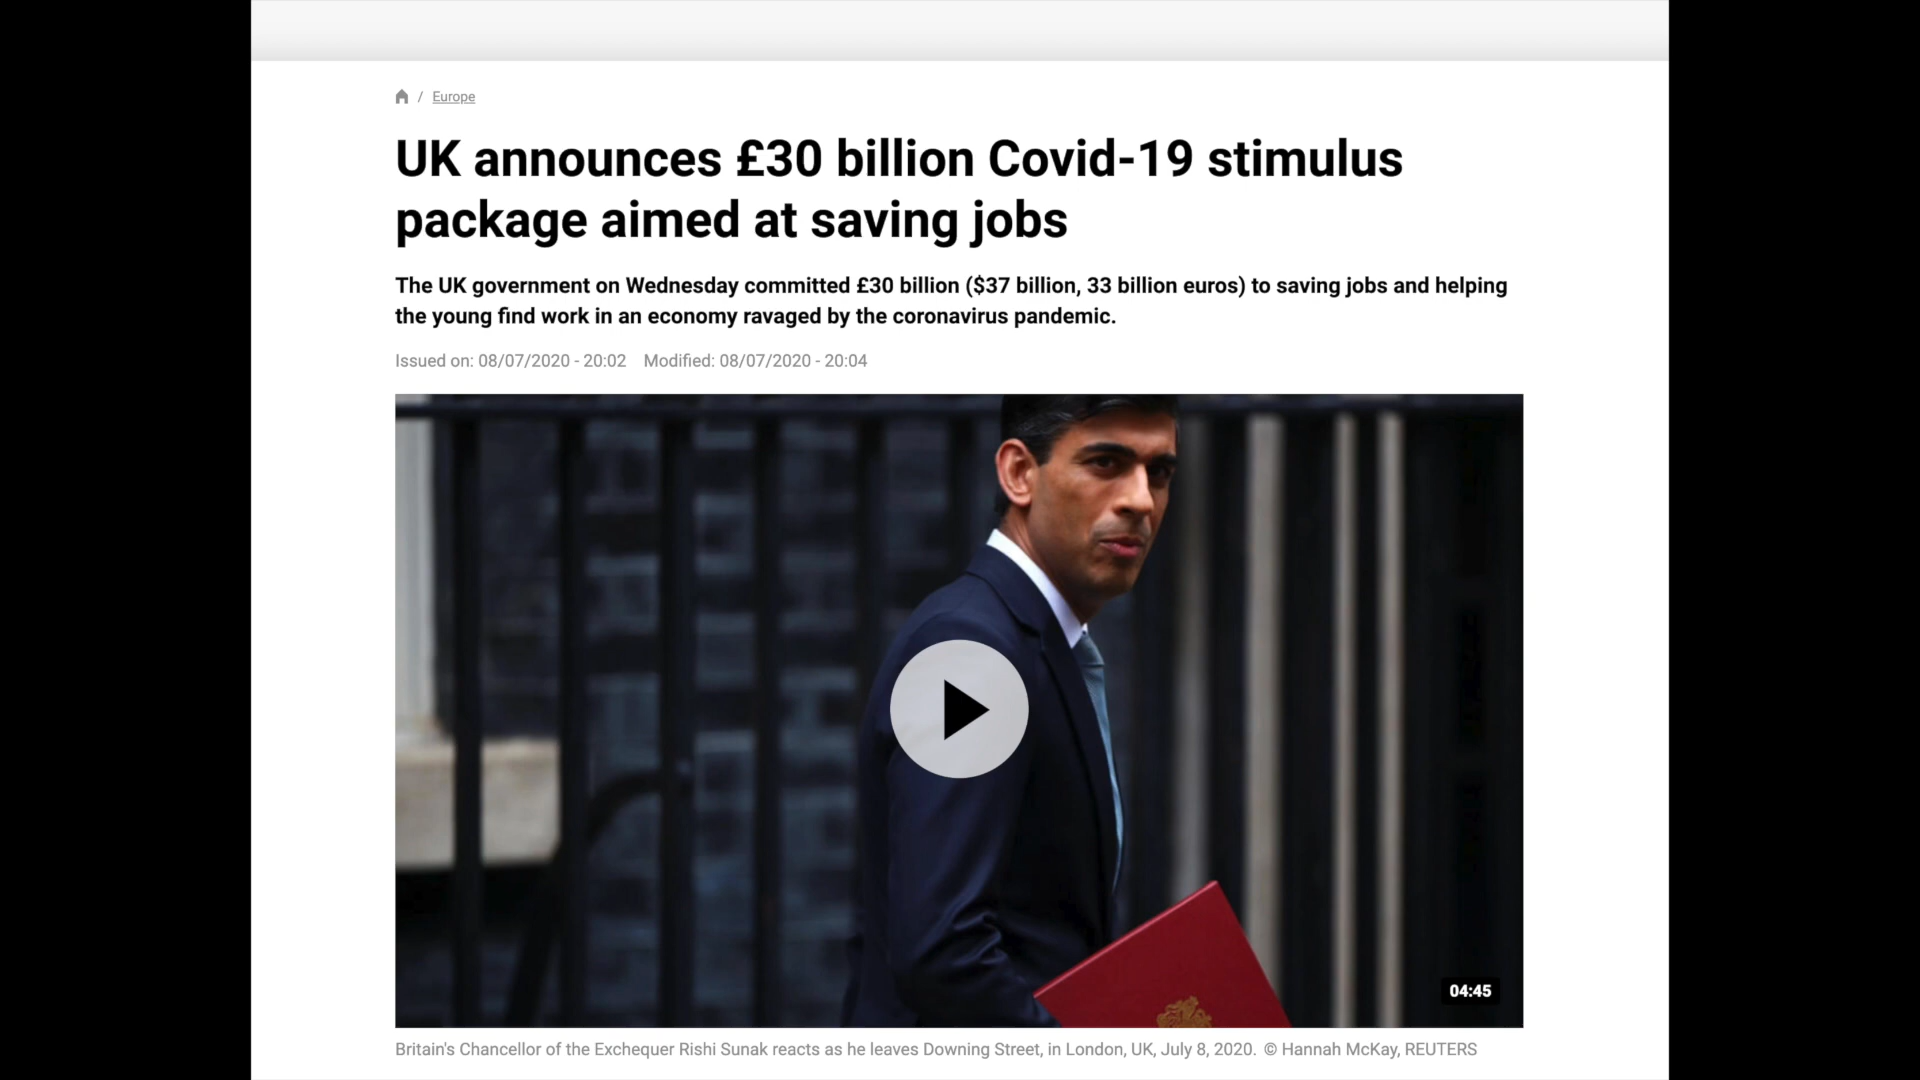 / Europe
UK announces £30 billion Covid-19 stimulus
package aimed at saving jobs
The UK government on Wednesday committed £30 billion ($37 billion, 33 billion euros) to saving jobs and helping
the young find work in an economy ravaged by the coronavirus pandemic.
Issued on: 08/07/2020 - 20:02 Modified: 08/07/2020 - 20:04
04:45
Britain's Chancellor of the Exchequer Rishi Sunak reacts as he leaves Downing Street, in London, UK, July 8, 2020. © Hannah McKay, REUTERS